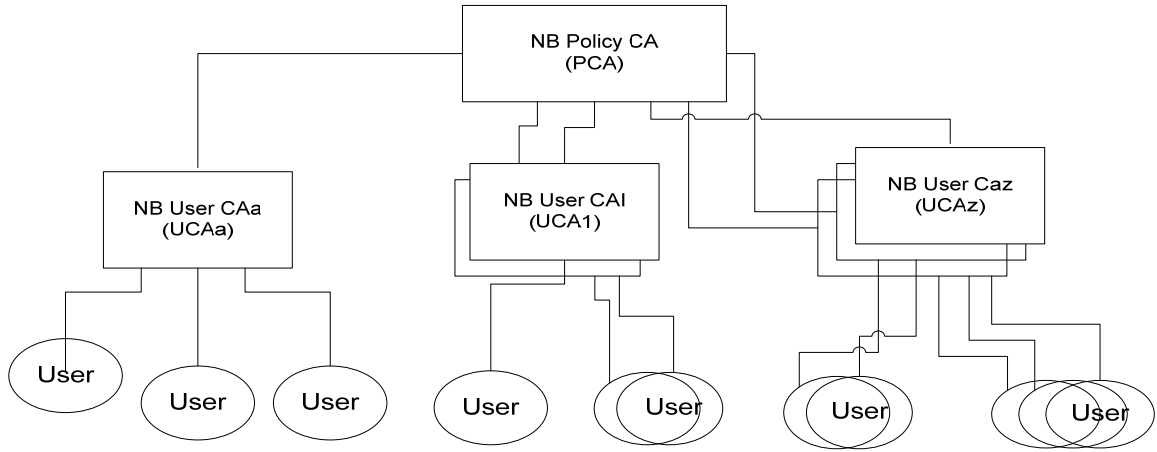 NB Policy CA
(PCA)
NB User CAa
(UCAa)
NB User CAl
(UCA1)
NB User Caz
(UCAz)
User
User
User
User
User
User
User